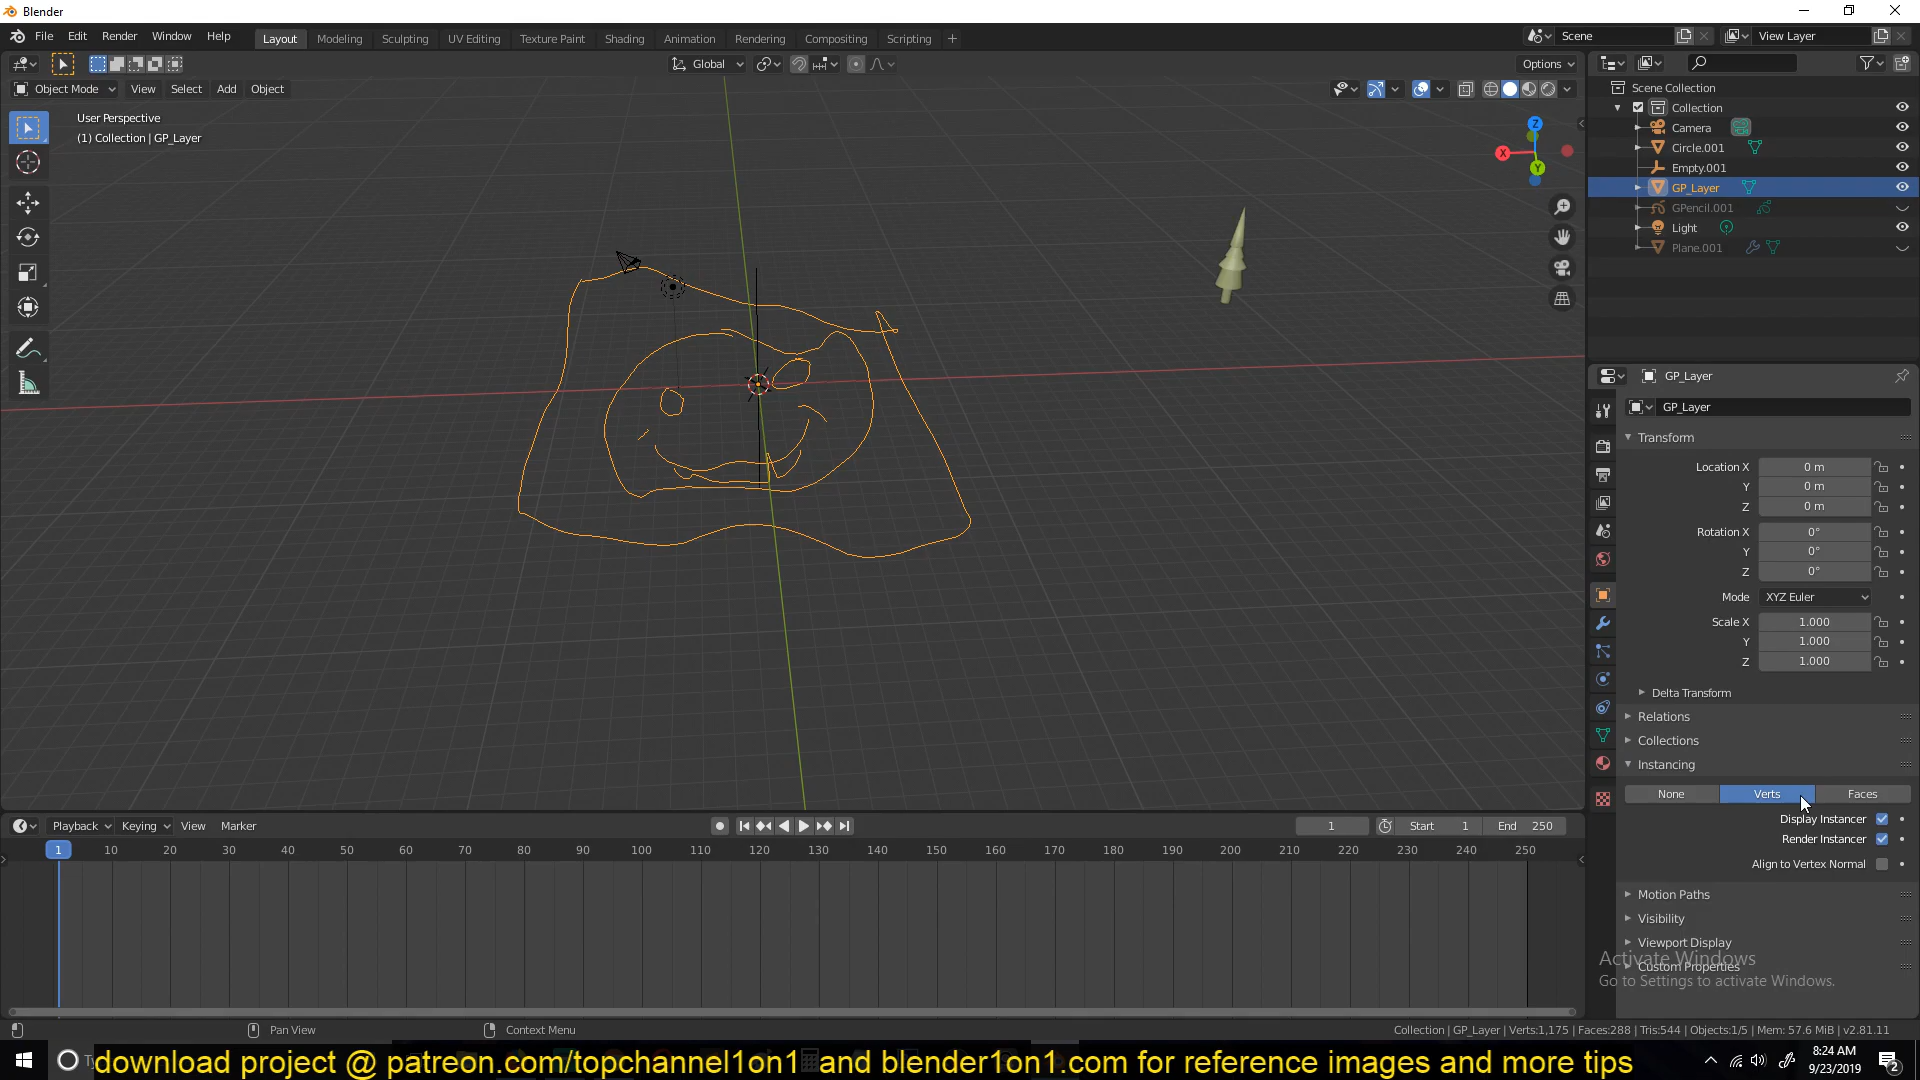 Blender
File Edit Render Window Help
Layout Modeling Sculpting UV Editing Texture Paint Shading Animation Rendering Compositing Scripting
Scene
View Layer
Global
Options
Object Mode View Select Add Object
User Perspective
(1) Collection | GP_Layer
Z
X
Y
Scene Collection
Collection
Camera
Circle.001
Empty.001
GP_Layer
GPencil.001
Light
Plane.001
GP_Layer
GP_Layer
Transform
Location X 0 m
Y 0 m
Z 0 m
Rotation X 0°
Y 0°
Z 0°
Mode XYZ Euler
Scale X 1.000
Y 1.000
Z 1.000
Delta Transform
Relations
Collections
Instancing
None Verts Faces
Display Instancer
Render Instancer
Align to Vertex Normal
Motion Paths
Visibility
Viewport Display
Custom Properties
Activate Windows
Go to Settings to activate Windows.
Playback Keying View Marker
1 Start 1 End 250
1 10 20 30 40 50 60 70 80 90 100 110 120 130 140 150 160 170 180 190 200 210 220 230 240 250
Pan View
Context Menu
Collection | GP_Layer | Verts:1,175 | Faces:288 | Tris:544 | Objects:1/5 | Mem: 57.6 MiB | v2.81.11
download project @ patreon.com/topchannel1on1 and blender1on1.com for reference images and more tips
8:24 AM
9/23/2019
2